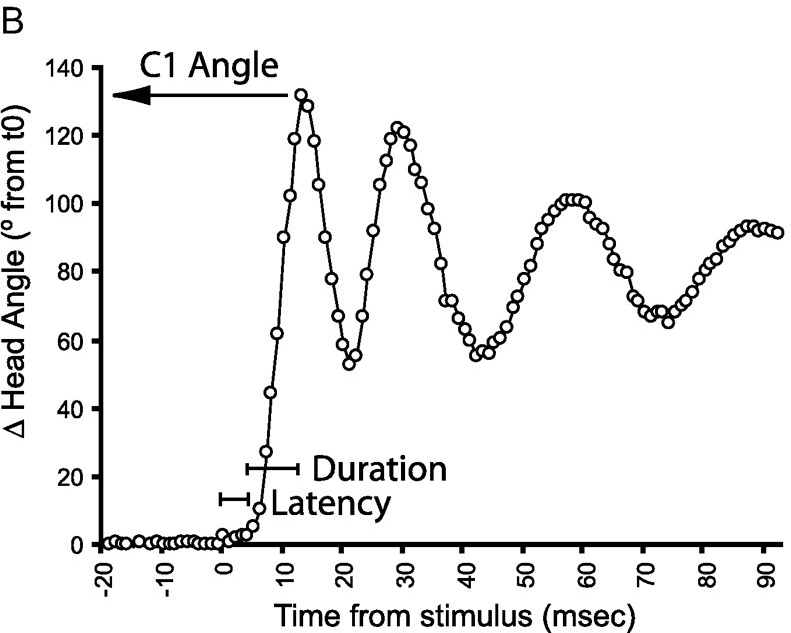 B
C1 Angle
Δ Head Angle (º from t0)
140
120
100
80
60
40
20
0
Duration
Latency
-20 -10 0 10 20 30 40 50 60 70 80 90
Time from stimulus (msec)